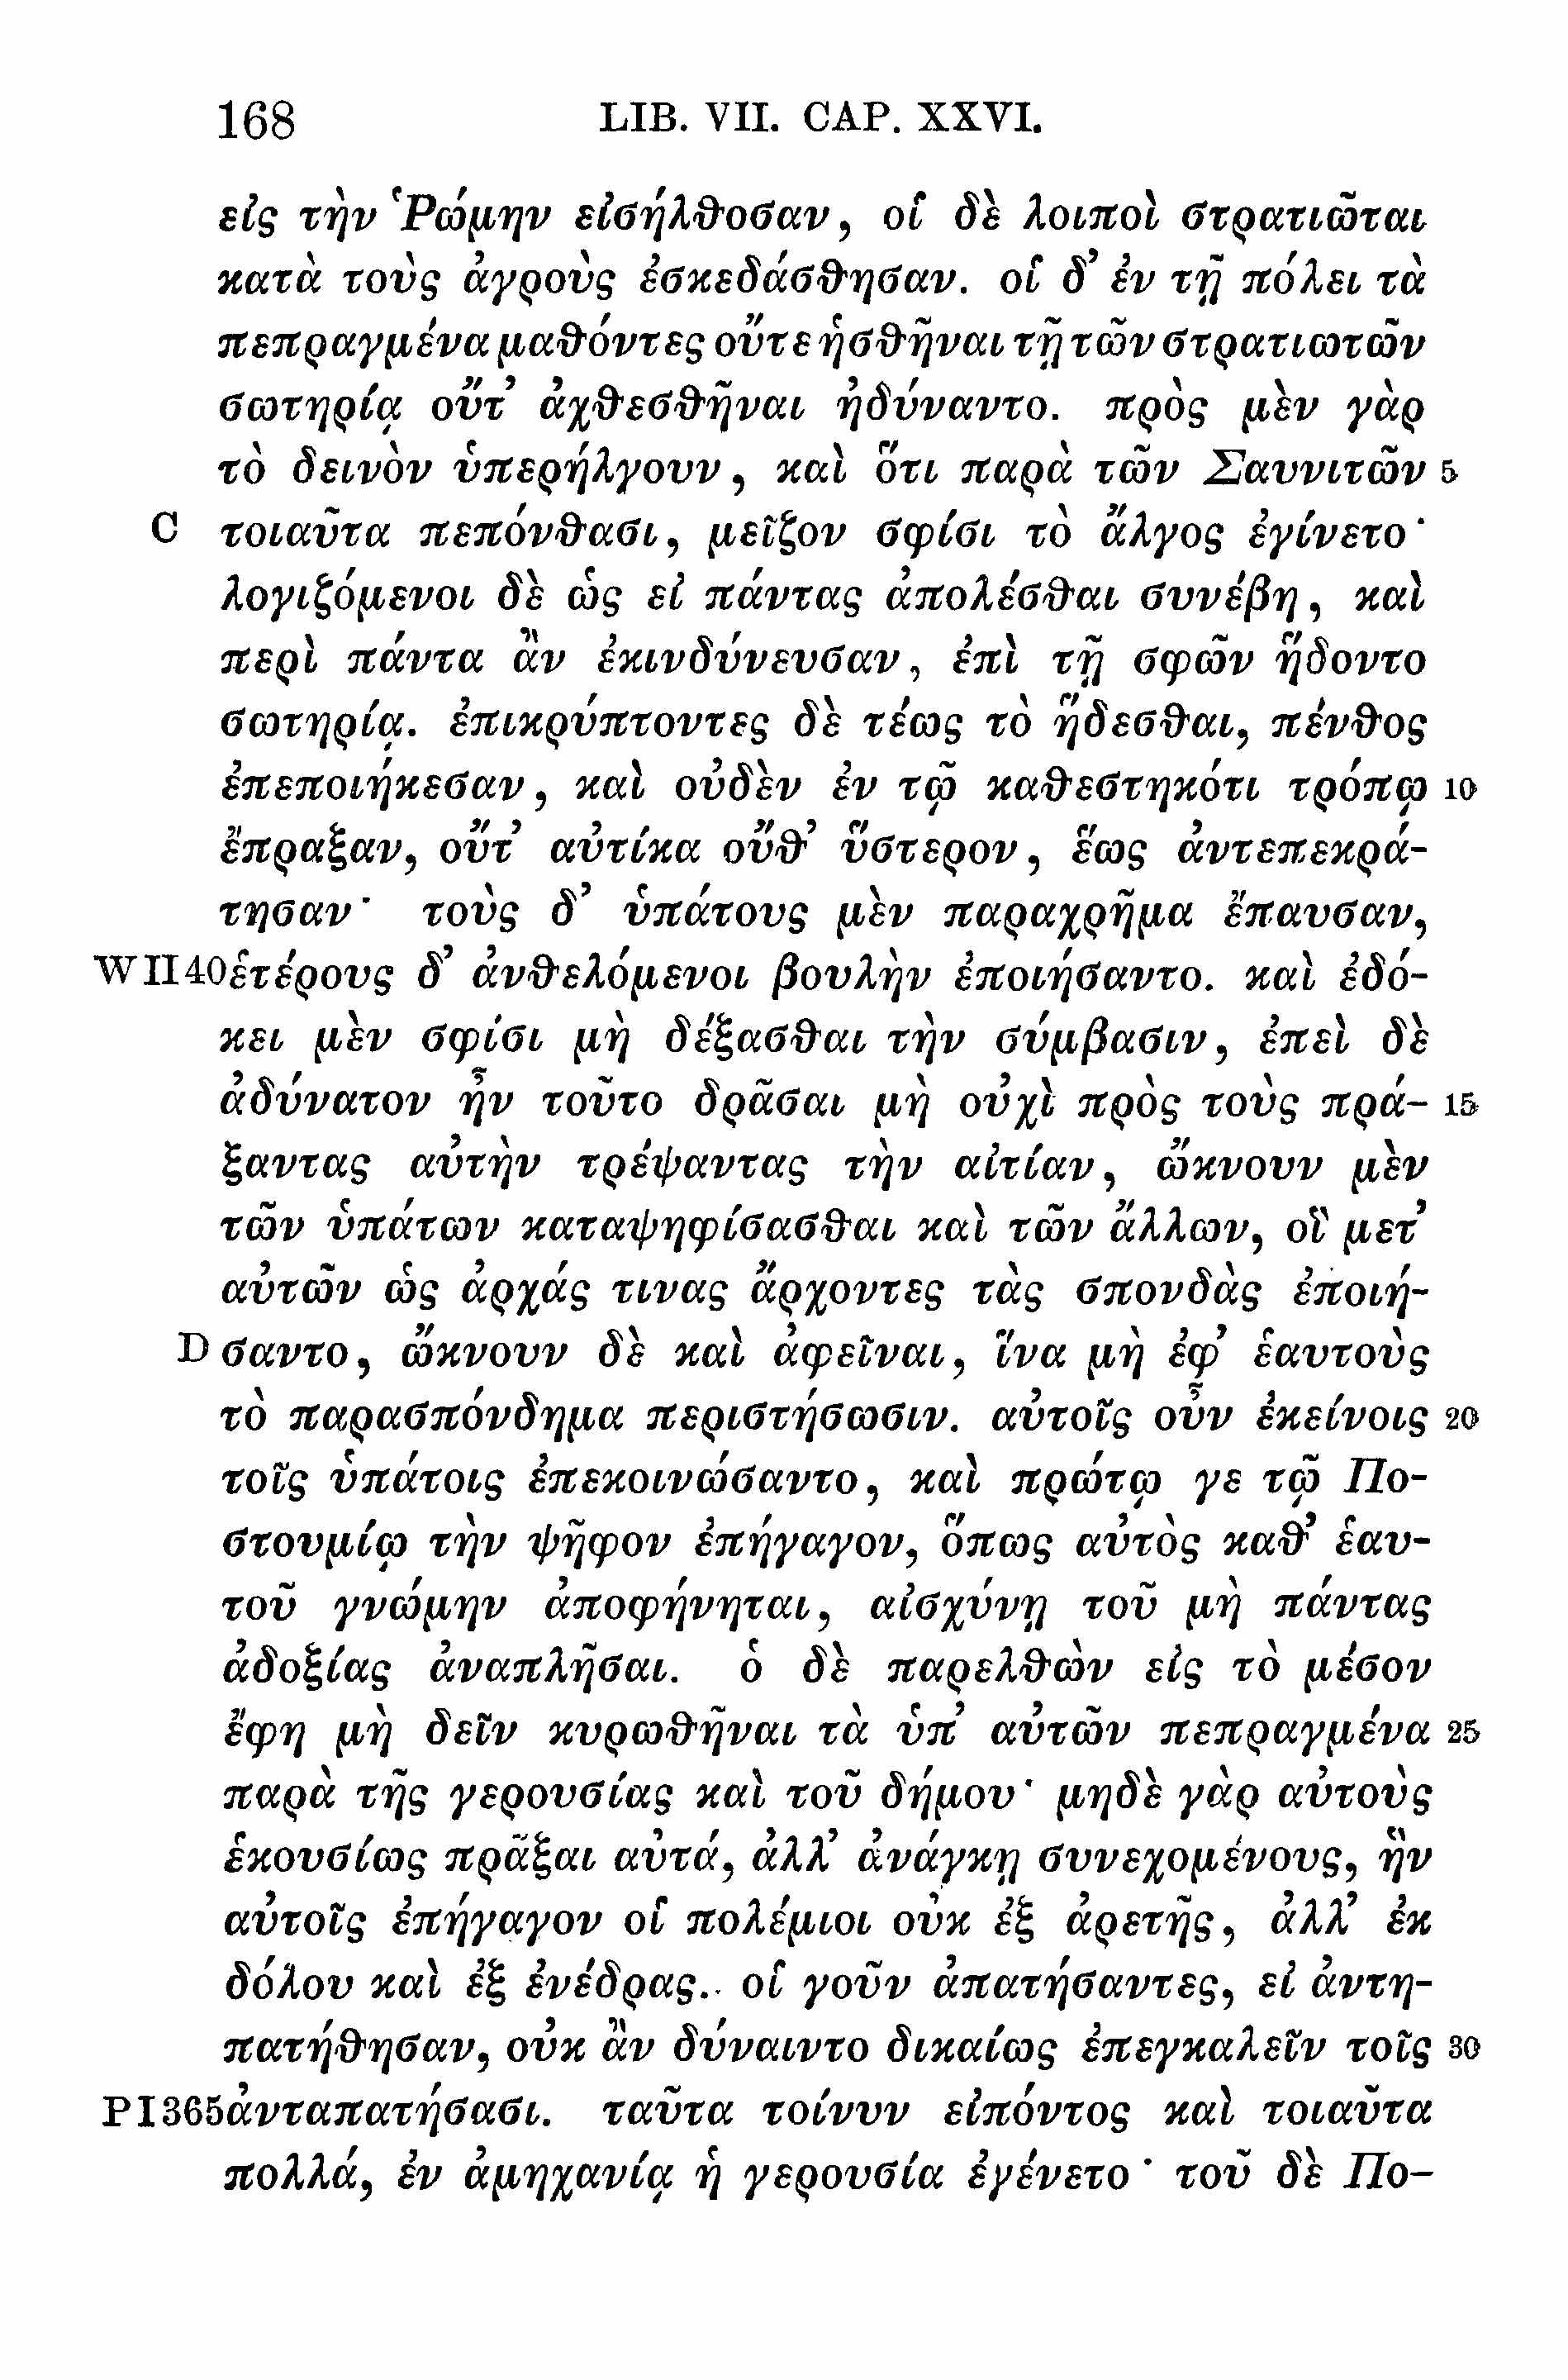 168 LIB. VII. CAP. XXVI.
εἰς τὴν Ῥώμην εἰσήλθοσαν, οἱ δὲ λοιποὶ στρατιῶται
κατὰ τοὺς ἀγροὺς ἐσκεδάσθησαν. οἱ δ’ ἐν τῇ πόλει τὰ
πεπραγμένα μαθόντες οὔτε ἡσθῆναι τῇ τῶν στρατιωτῶν
σωτηρίᾳ οὔτ’ ἀχθεσθῆναι ἠδύναντο. πρὸς μὲν γὰρ
τὸ δεινὸν ὑπερήλγουν, καὶ ὅτι παρὰ τῶν Σαυνιτῶν 5
C τοιαῦτα πεπόνθασι, μεῖζον σφίσι τὸ ἄλγος ἐγίνετο·
λογιζόμενοι δὲ ὡς εἰ πάντας ἀπολέσθαι συνέβη, καὶ
περὶ πάντα ἂν ἐκινδύνευσαν, ἐπὶ τῇ σφῶν ἥδοντο
σωτηρίᾳ. ἐπικρύπτοντες δὲ τέως τὸ ἥδεσθαι, πένθος
ἐπεποιήκεσαν, καὶ οὐδὲν ἐν τῷ καθεστηκότι τρόπῳ 10
ἔπραξαν, οὔτ’ αὐτίκα οὔθ’ ὕστερον, ἕως ἀντεπεκρά-
τησαν· τοὺς δ’ ὑπάτους μὲν παραχρῆμα ἔπαυσαν,
W II 40 ἑτέρους δ’ ἀνθελόμενοι βουλὴν ἐποιήσαντο. καὶ ἐδό-
κει μὲν σφίσι μὴ δέξασθαι τὴν σύμβασιν, ἐπεὶ δὲ
ἀδύνατον ἦν τοῦτο δρᾶσαι μὴ οὐχὶ πρὸς τοὺς πρά- 15
ξαντας αὐτὴν τρέψαντας τὴν αἰτίαν, ὤκνουν μὲν
τῶν ὑπάτων καταψηφίσασθαι καὶ τῶν ἄλλων, οἳ μετ’
αὐτῶν ὡς ἀρχάς τινας ἄρχοντες τὰς σπονδὰς ἐποιή-
D σαντο, ὤκνουν δὲ καὶ ἀφεῖναι, ἵνα μὴ ἐφ’ ἑαυτοὺς
τὸ παρασπόνδημα περιστήσωσιν. αὐτοῖς οὖν ἐκείνοις 20
τοῖς ὑπάτοις ἐπεκοινώσαντο, καὶ πρώτῳ γε τῷ Πο-
στουμίῳ τὴν ψῆφον ἐπήγαγον, ὅπως αὐτὸς καθ’ ἑαυ-
τοῦ γνώμην ἀποφήνηται, αἰσχύνῃ τοῦ μὴ πάντας
ἀδοξίας ἀναπλῆσαι. ὁ δὲ παρελθὼν εἰς τὸ μέσον
ἔφη μὴ δεῖν κυρωθῆναι τὰ ὑπ’ αὐτῶν πεπραγμένα 25
παρὰ τῆς γερουσίας καὶ τοῦ δήμου· μηδὲ γὰρ αὐτοὺς
ἑκουσίως πρᾶξαι αὐτά, ἀλλ’ ἀνάγκῃ συνεχομένους, ἣν
αὐτοῖς ἐπήγαγον οἱ πολέμιοι οὐκ ἐξ ἀρετῆς, ἀλλ’ ἐκ
δόλου καὶ ἐξ ἐνέδρας. οἱ γοῦν ἀπατήσαντες, εἰ ἀντη-
πατήθησαν, οὐκ ἂν δύναιντο δικαίως ἐπεγκαλεῖν τοῖς 30
P I 365 ἀνταπατήσασι. ταῦτα τοίνυν εἰπόντος καὶ τοιαῦτα
πολλά, ἐν ἀμηχανίᾳ ἡ γερουσία ἐγένετο· τοῦ δὲ Πο-